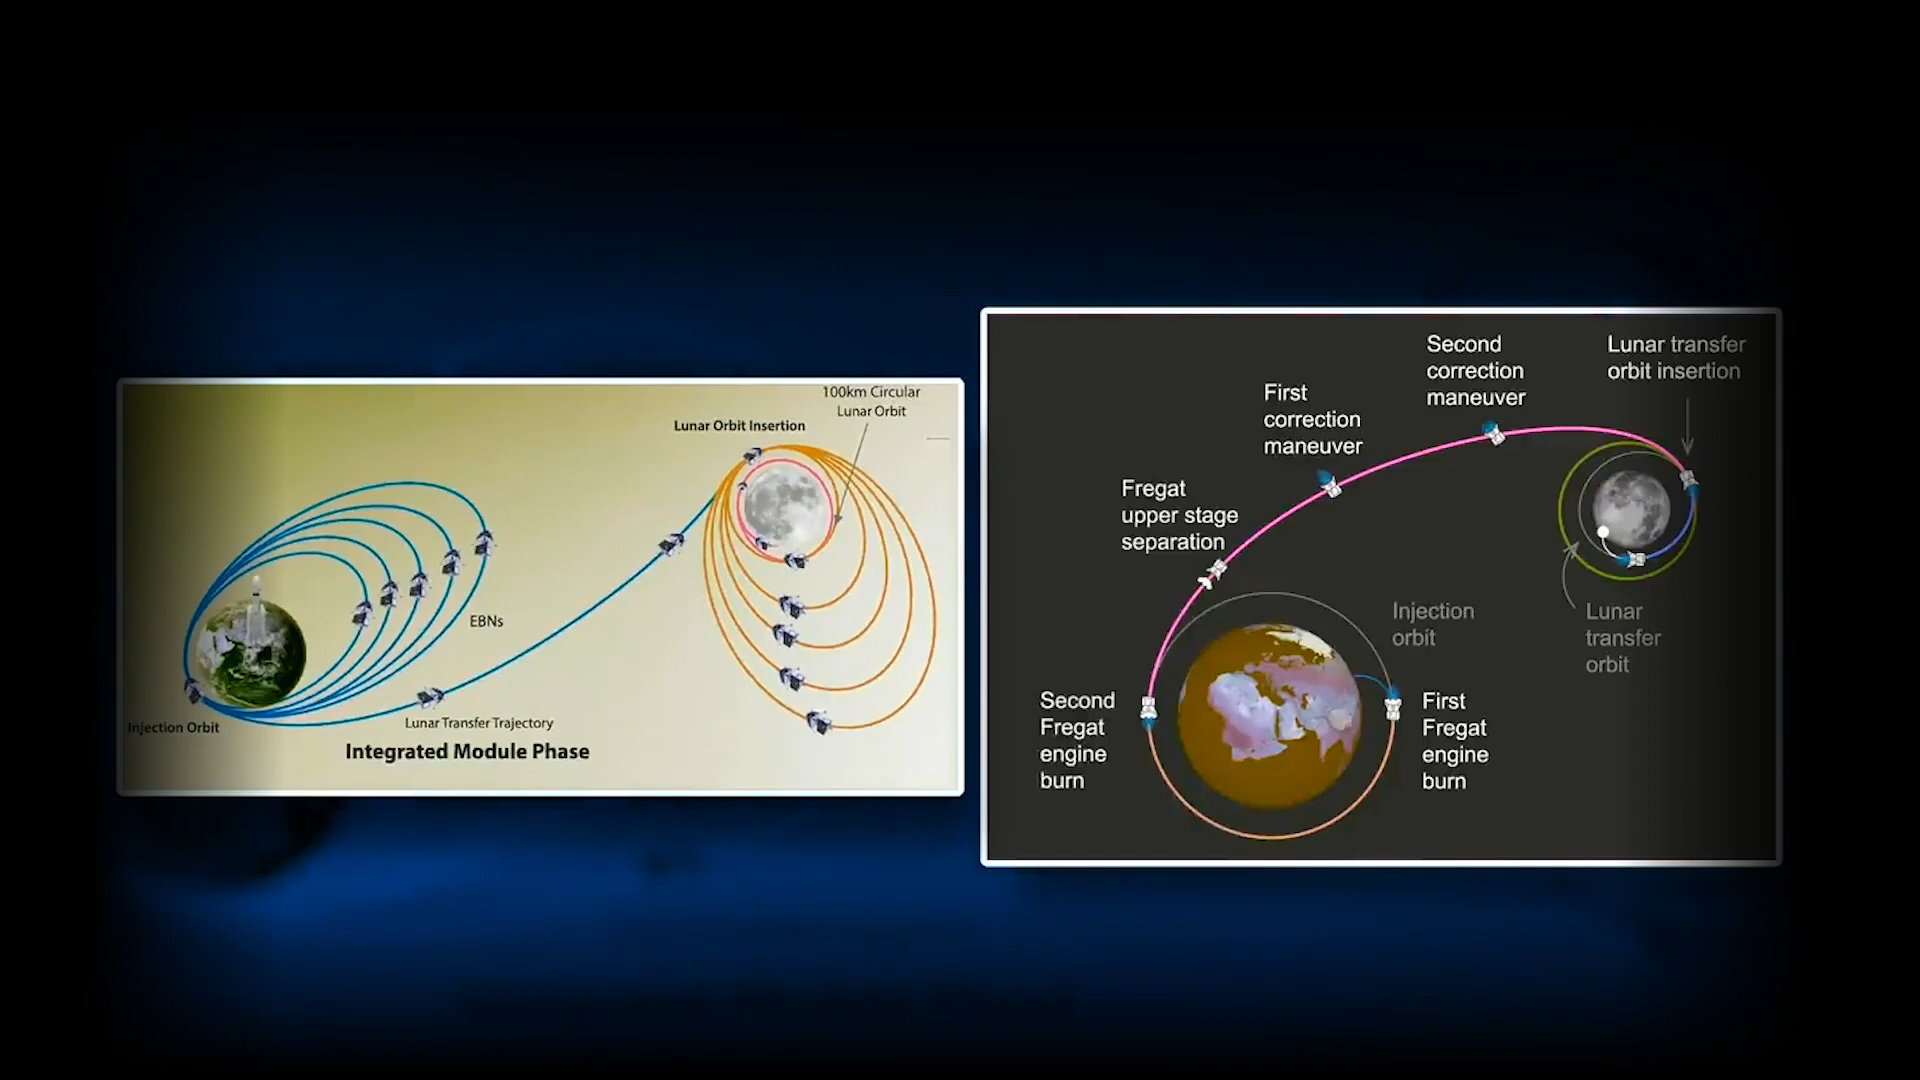 100km Circular
Lunar Orbit
Lunar Orbit Insertion
EBNs
Injection Orbit
Lunar Transfer Trajectory
Integrated Module Phase
Second
correction
maneuver
Lunar transfer
orbit insertion
First
correction
maneuver
Fregat
upper stage
separation
Injection
orbit
Lunar
transfer
orbit
Second
Fregat
engine
burn
First
Fregat
engine
burn